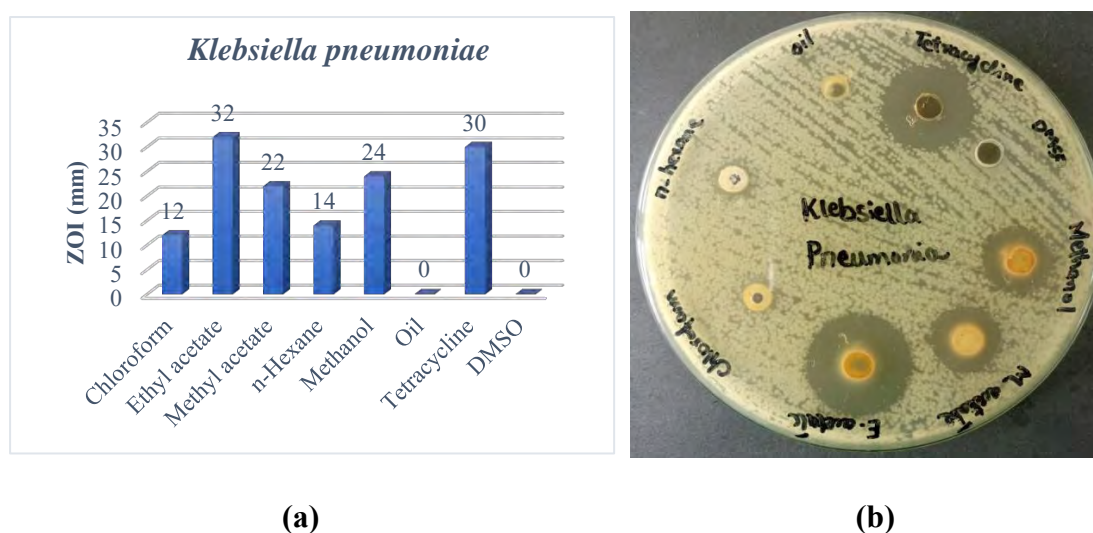 Klebsiella pneumoniae
ZOI (mm)
35
30
25
20
15
10
5
0
12
32
22
14
24
0
30
0
Chloroform
Ethyl acetate
Methyl acetate
n-Hexane
Methanol
Oil
Tetracycline
DMSO
(a)
oil
Tetracycline
DMSF
n-hexane
Klebsiella
Pneumonia
Methanol
Chloroform
M. acetate
E. acetate
(b)